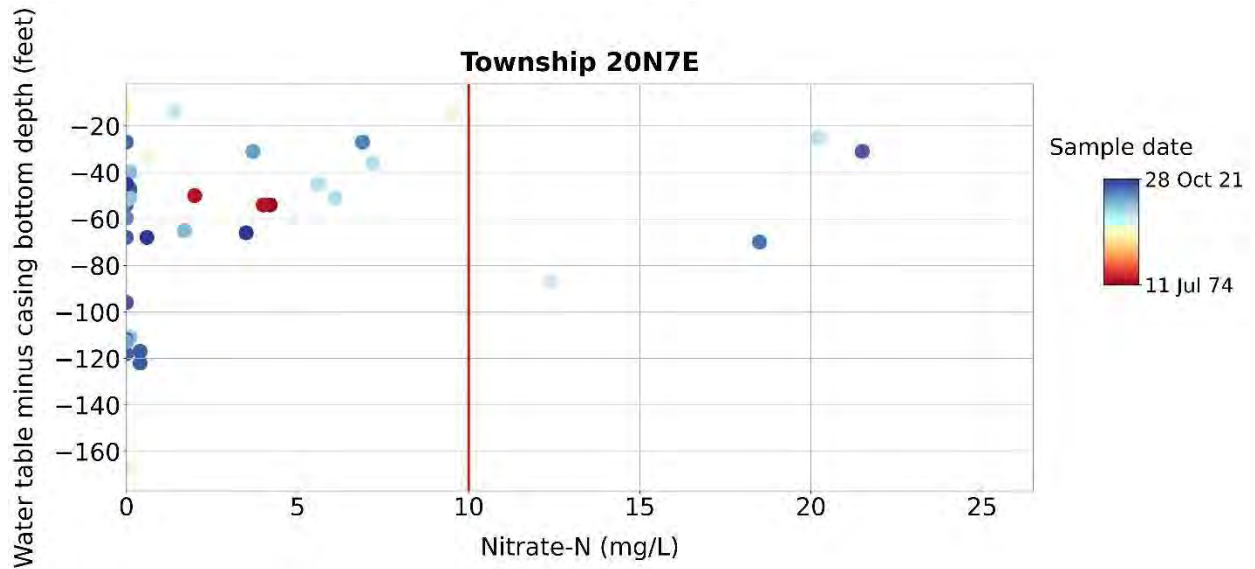 Township 20N7E
Water table minus casing bottom depth (feet)
−20
−40
−60
−80
−100
−120
−140
−160
0
5
10
15
20
25
Nitrate-N (mg/L)
Sample date
28 Oct 21
11 Jul 74